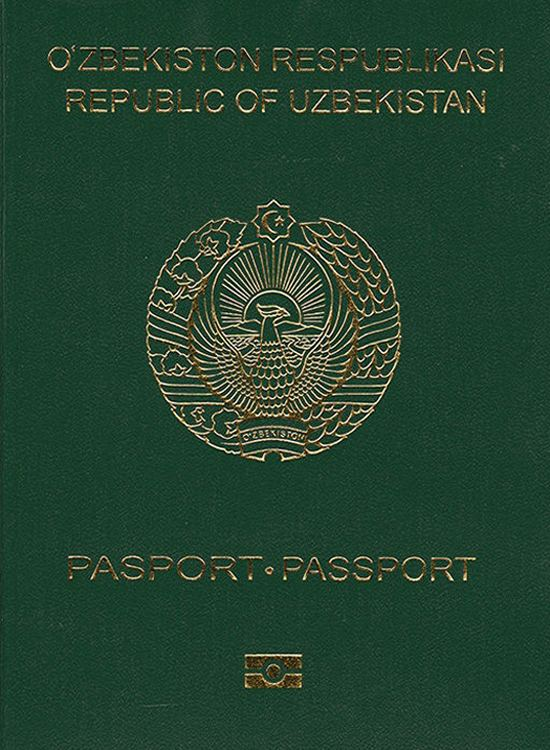 O‘ZBEKISTON RESPUBLIKASI
REPUBLIC OF UZBEKISTAN
O‘ZBEKISTON
PASPORT · PASSPORT